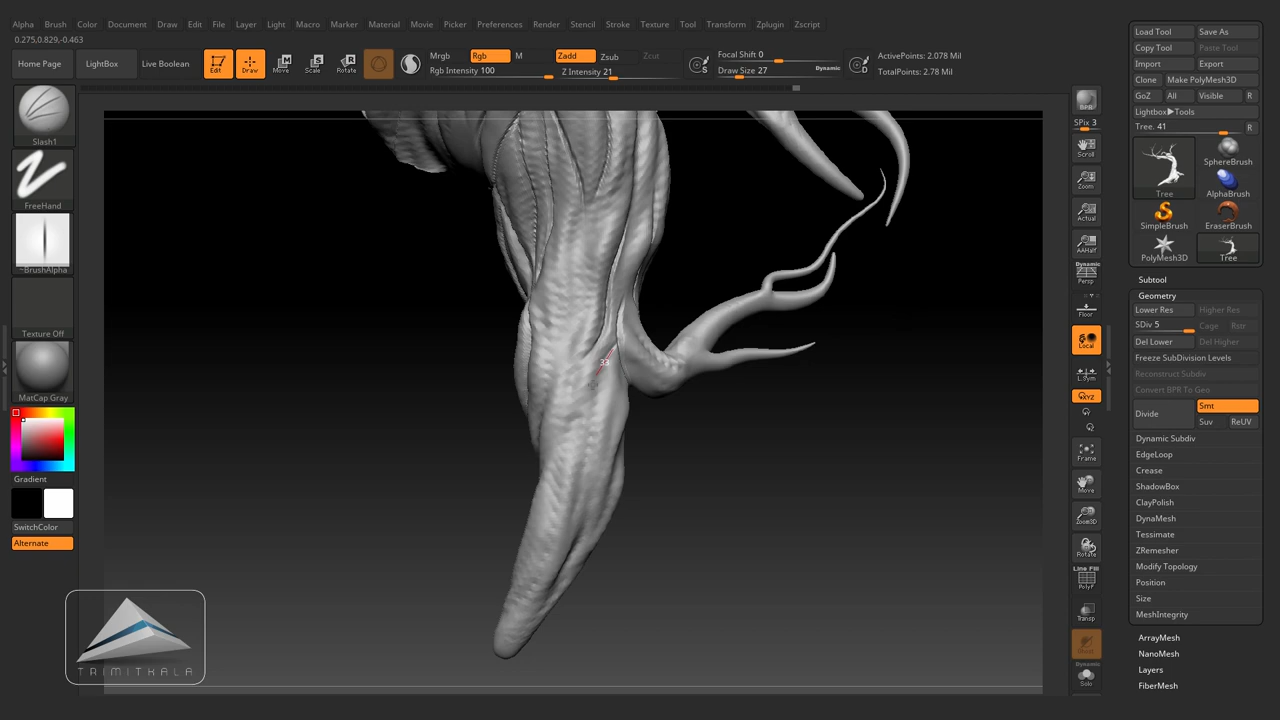 Alpha Brush Color Document Draw Edit File Layer Light Macro Marker Material Movie Picker Preferences Render Stencil Stroke Texture Tool Transform Zplugin Zscript
0.275,0.829,-0.463
Home Page
LightBox
Live Boolean
Edit
Draw
Move
Scale
Rotate
Mrgb Rgb M
Rgb Intensity 100
Zadd Zsub Zcut
Z Intensity 21
S
Focal Shift 0
Draw Size 27
Dynamic
D
ActivePoints: 2.078 Mil
TotalPoints: 2.78 Mil
Slash1
FreeHand
~BrushAlpha
Texture Off
MatCap Gray
Gradient
SwitchColor
Alternate
33
TRIMITKALA
BPR
SPix 3
Scroll
Zoom
Actual
AAHalf
Dynamic
Persp
Floor
Local
L.Sym
XYZ
Frame
Move
Zoom3D
Rotate
Line Fill
PolyF
Transp
Dynamic
Solo
Load Tool Save As
Copy Tool Paste Tool
Import Export
Clone Make PolyMesh3D
GoZ All Visible R
Lightbox▶Tools
Tree. 41 R
Tree
SphereBrush
AlphaBrush
SimpleBrush
EraserBrush
PolyMesh3D
Tree
Subtool
Geometry
Lower Res Higher Res
SDiv 5 Cage Rstr
Del Lower Del Higher
Freeze SubDivision Levels
Reconstruct Subdiv
Convert BPR To Geo
Divide
Smt
Suv ReUV
Dynamic Subdiv
EdgeLoop
Crease
ShadowBox
ClayPolish
DynaMesh
Tessimate
ZRemesher
Modify Topology
Position
Size
MeshIntegrity
ArrayMesh
NanoMesh
Layers
FiberMesh